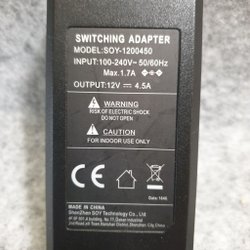 SWITCHING ADAPTER
MODEL:SOY-1200450
INPUT:100-240V~ 50/60Hz
Max.1.7A
OUTPUT:12V ⎓ 4.5A
WARNING
RISK OF ELECTRIC SHOCK
DO NOT OPEN
CAUTION
FOR INDOOR USE ONLY
MADE IN CHINA
ShenZhen SOY Technology Co., Ltd